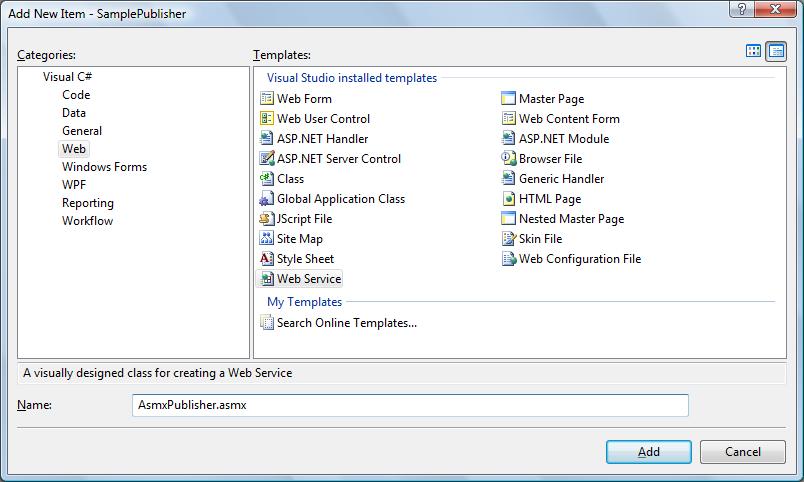 Add New Item - SamplePublisher
Categories:
Templates:
Visual C#
Code
Data
General
Web
Windows Forms
WPF
Reporting
Workflow
Visual Studio installed templates
Web Form
Master Page
Web User Control
Web Content Form
ASP.NET Handler
ASP.NET Module
ASP.NET Server Control
Browser File
Class
Generic Handler
Global Application Class
HTML Page
JScript File
Nested Master Page
Site Map
Skin File
Style Sheet
Web Configuration File
Web Service
My Templates
Search Online Templates...
A visually designed class for creating a Web Service
Name:
AsmxPublisher.asmx
Add
Cancel